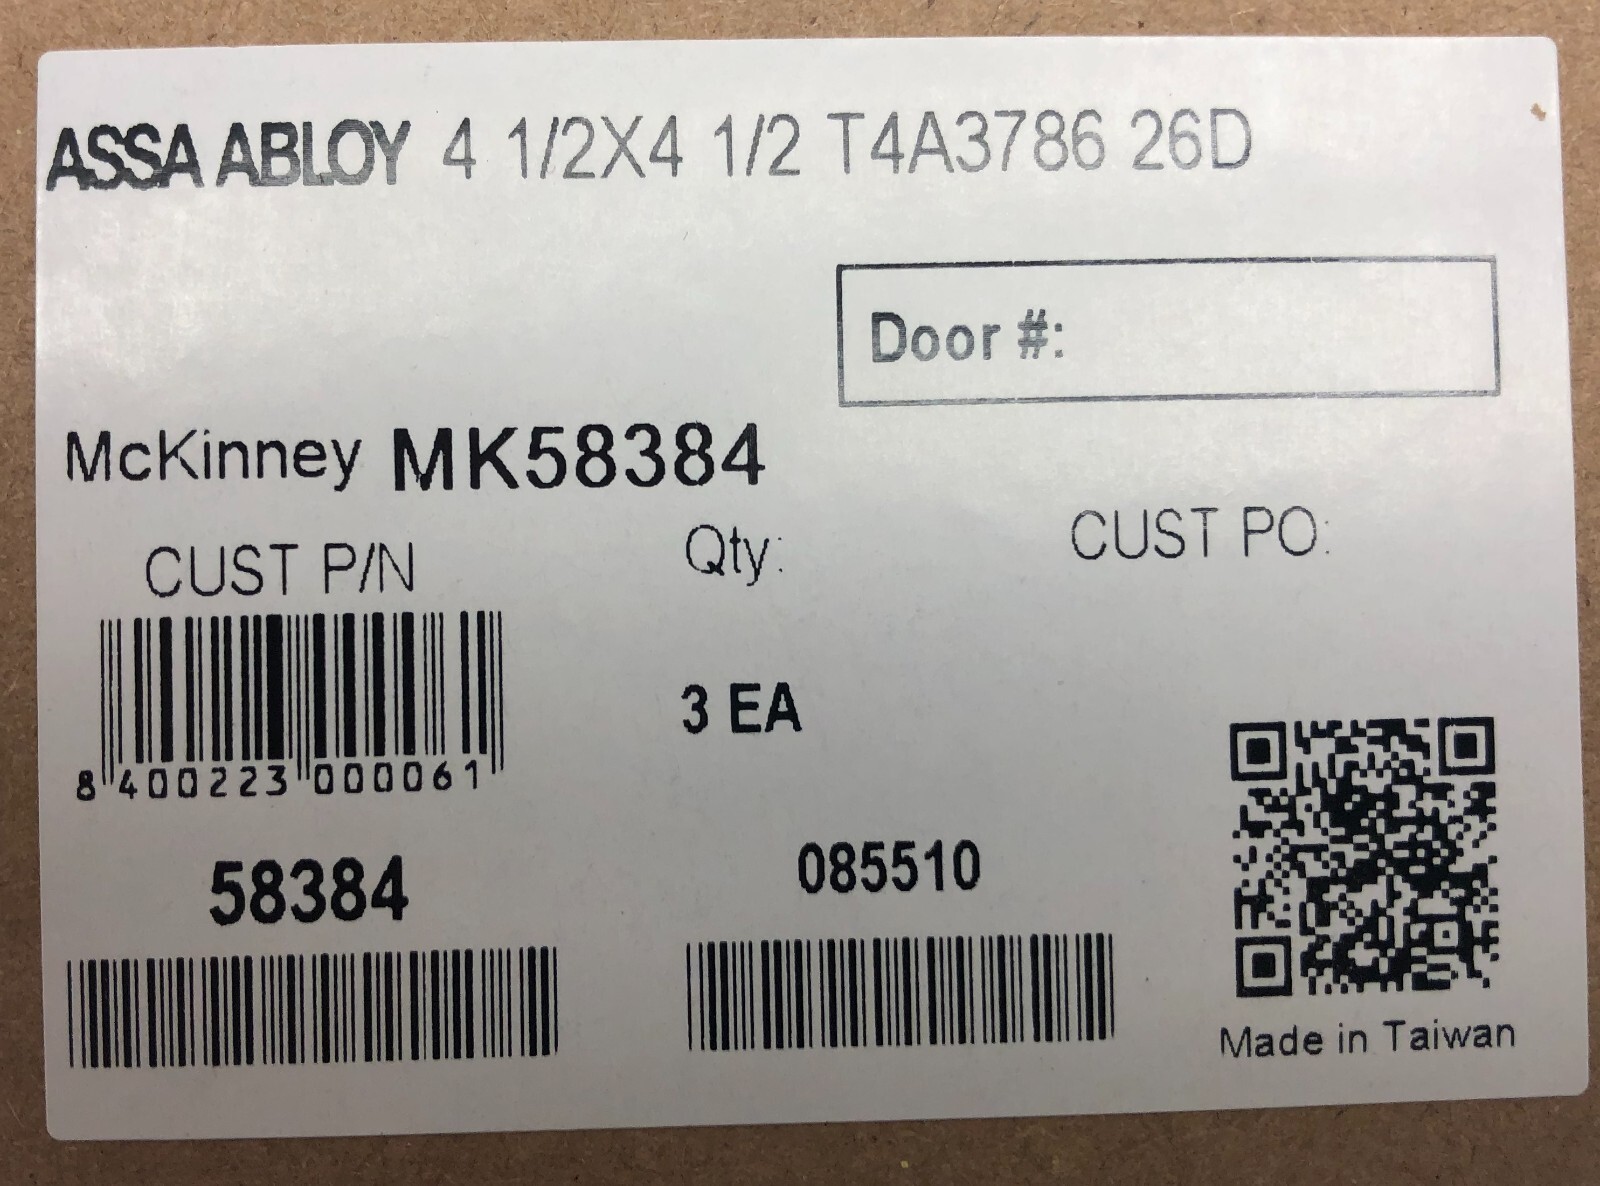 ASSA ABLOY 4 1/2X4 1/2 T4A3786 26D
Door #:
McKinney MK58384
CUST P/N
Qty:
CUST PO:
8 400223 000061
3 EA
58384
085510
Made in Taiwan